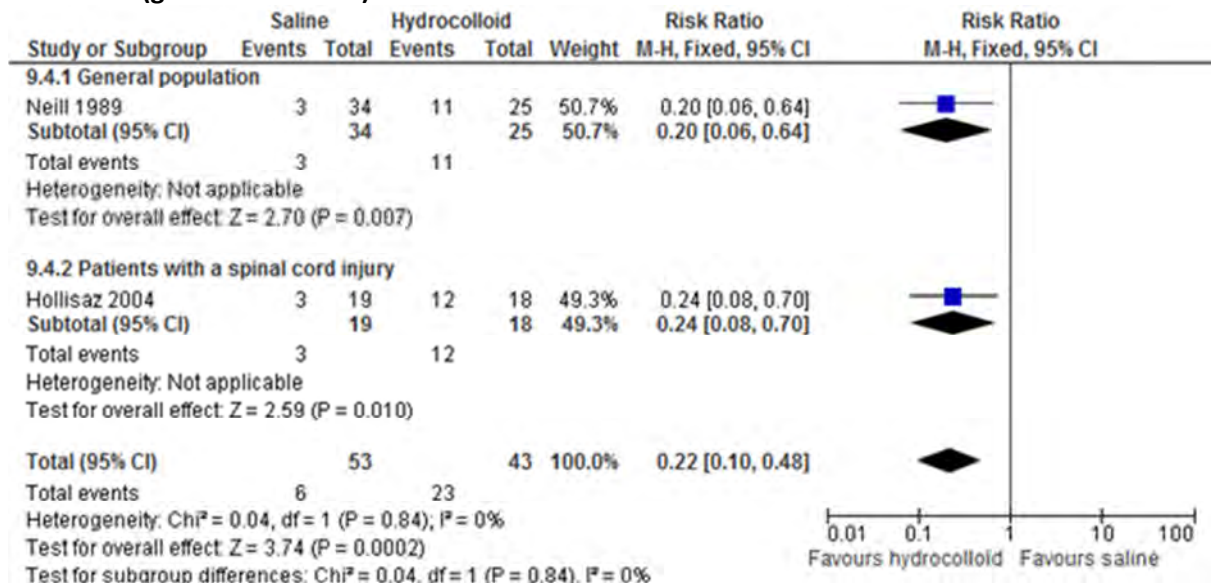 Saline Hydrocolloid Risk Ratio Risk Ratio
Study or Subgroup Events Total Events Total Weight M-H, Fixed, 95% CI M-H, Fixed, 95% CI
9.4.1 General population
Neill 1989 3 34 11 25 50.7% 0.20 [0.06, 0.64]
Subtotal (95% CI) 34 25 50.7% 0.20 [0.06, 0.64]
Total events 3 11
Heterogeneity: Not applicable
Test for overall effect: Z = 2.70 (P = 0.007)
9.4.2 Patients with a spinal cord injury
Hollisaz 2004 3 19 12 18 49.3% 0.24 [0.08, 0.70]
Subtotal (95% CI) 19 18 49.3% 0.24 [0.08, 0.70]
Total events 3 12
Heterogeneity: Not applicable
Test for overall effect: Z = 2.59 (P = 0.010)
Total (95% CI) 53 43 100.0% 0.22 [0.10, 0.48]
Total events 6 23
Heterogeneity: Chi² = 0.04, df = 1 (P = 0.84); I² = 0%
Test for overall effect: Z = 3.74 (P = 0.0002)
Test for subgroup differences: Chi² = 0.04, df = 1 (P = 0.84), I² = 0%
0.01 0.1 1 10 100
Favours hydrocolloid Favours saline